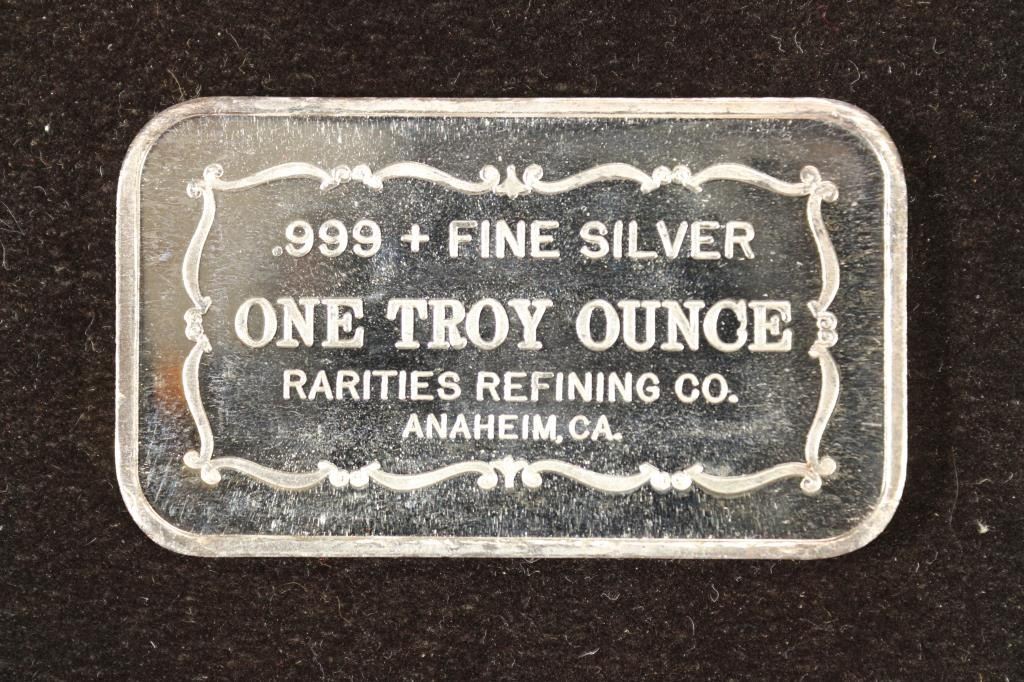 .999 + FINE SILVER
ONE TROY OUNCE
RARITIES REFINING CO.
ANAHEIM, CA.